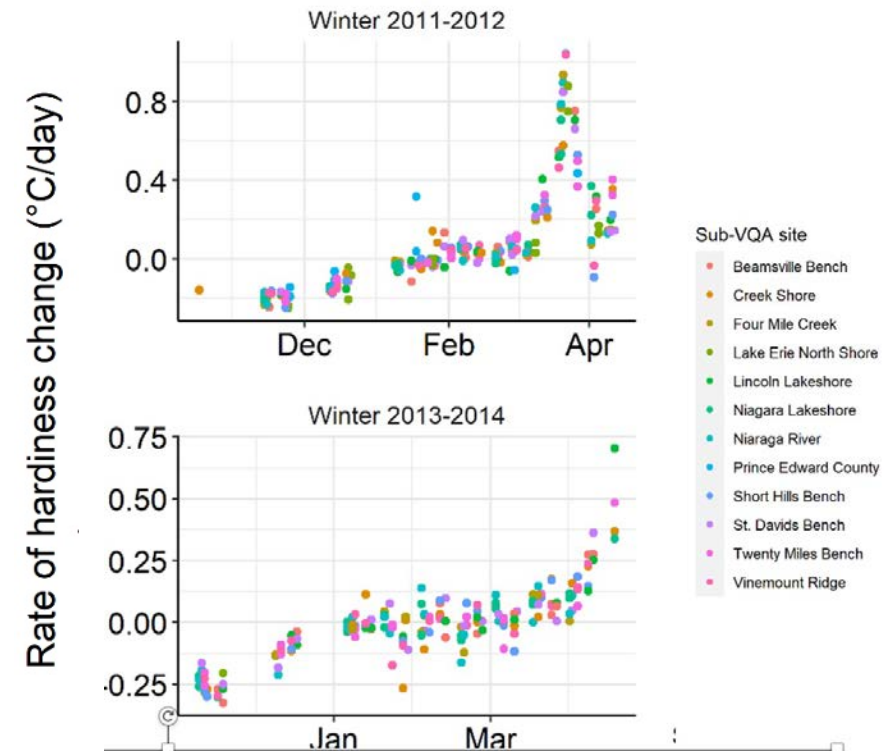 Winter 2011-2012
Rate of hardiness change (°C/day)
0.8
0.4
0.0
Dec Feb Apr
Winter 2013-2014
0.75
0.50
0.25
0.00
-0.25
Jan Mar
Sub-VQA site
Beamsville Bench
Creek Shore
Four Mile Creek
Lake Erie North Shore
Lincoln Lakeshore
Niagara Lakeshore
Niaraga River
Prince Edward County
Short Hills Bench
St. Davids Bench
Twenty Miles Bench
Vinemount Ridge